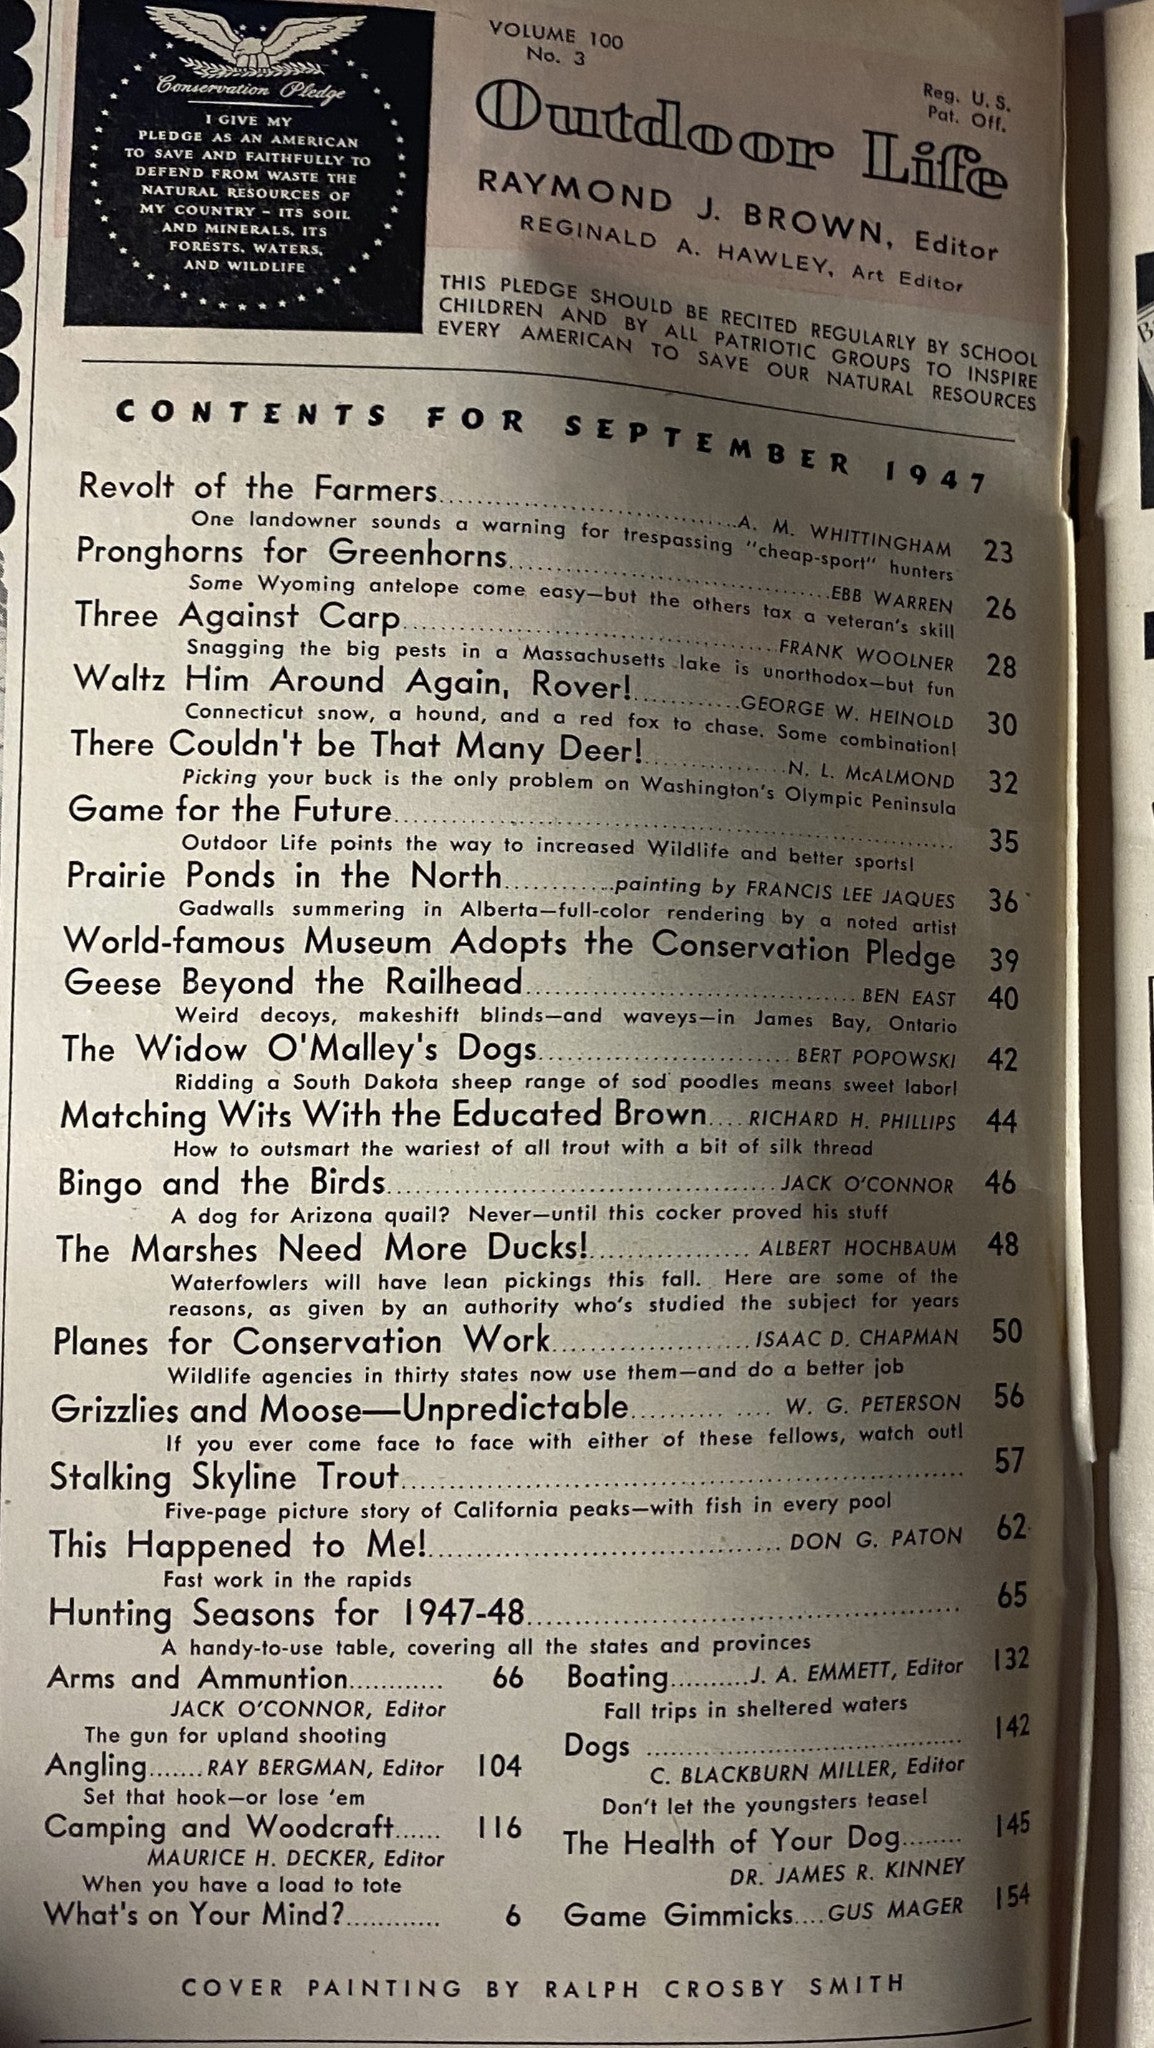 Conservation Pledge
I GIVE MY
PLEDGE AS AN AMERICAN
TO SAVE AND FAITHFULLY TO
DEFEND FROM WASTE THE
NATURAL RESOURCES OF
MY COUNTRY – ITS SOIL
AND MINERALS, ITS
FORESTS, WATERS,
AND WILDLIFE
VOLUME 100
No. 3
Reg. U. S.
Pat. Off.
Outdoor Life
RAYMOND J. BROWN, Editor
REGINALD A. HAWLEY, Art Editor
THIS PLEDGE SHOULD BE RECITED REGULARLY BY SCHOOL
CHILDREN AND BY ALL PATRIOTIC GROUPS TO INSPIRE
EVERY AMERICAN TO SAVE OUR NATURAL RESOURCES
CONTENTS FOR SEPTEMBER 1947
Revolt of the Farmers..............................A. M. WHITTINGHAM 23
One landowner sounds a warning for trespassing "cheap-sport" hunters
Pronghorns for Greenhorns..............................EBB WARREN 26
Some Wyoming antelope come easy—but the others tax a veteran's skill
Three Against Carp..............................FRANK WOOLNER 28
Snagging the big pests in a Massachusetts lake is unorthodox—but fun
Waltz Him Around Again, Rover!...........GEORGE W. HEINOLD 30
Connecticut snow, a hound, and a red fox to chase. Some combination!
There Couldn't be That Many Deer!..............N. L. McALMOND 32
Picking your buck is the only problem on Washington's Olympic Peninsula
Game for the Future.................................................. 35
Outdoor Life points the way to increased Wildlife and better sports!
Prairie Ponds in the North............painting by FRANCIS LEE JAQUES 36
Gadwalls summering in Alberta—full-color rendering by a noted artist
World-famous Museum Adopts the Conservation Pledge 39
Geese Beyond the Railhead..............................BEN EAST 40
Weird decoys, makeshift blinds—and waveys—in James Bay, Ontario
The Widow O'Malley's Dogs..........................BERT POPOWSKI 42
Ridding a South Dakota sheep range of sod poodles means sweet labor!
Matching Wits With the Educated Brown....RICHARD H. PHILLIPS 44
How to outsmart the wariest of all trout with a bit of silk thread
Bingo and the Birds........................................JACK O'CONNOR 46
A dog for Arizona quail? Never—until this cocker proved his stuff
The Marshes Need More Ducks!................ALBERT HOCHBAUM 48
Waterfowlers will have lean pickings this fall. Here are some of the
reasons, as given by an authority who's studied the subject for years
Planes for Conservation Work....................ISAAC D. CHAPMAN 50
Wildlife agencies in thirty states now use them—and do a better job
Grizzlies and Moose—Unpredictable.......... .... W. G. PETERSON 56
If you ever come face to face with either of these fellows, watch out!
Stalking Skyline Trout.................................................. 57
Five-page picture story of California peaks—with fish in every pool
This Happened to Me!....................................DON G. PATON 62
Fast work in the rapids
Hunting Seasons for 1947-48............................................ 65
A handy-to-use table, covering all the states and provinces
Arms and Ammuntion............ 66
JACK O'CONNOR, Editor
The gun for upland shooting
Angling.......RAY BERGMAN, Editor 104
Set that hook—or lose 'em
Camping and Woodcraft...... 116
MAURICE H. DECKER, Editor
When you have a load to tote
What's on Your Mind?............ 6
Boating..........J. A. EMMETT, Editor 132
Fall trips in sheltered waters
Dogs ........................................ 142
C. BLACKBURN MILLER, Editor
Don't let the youngsters tease!
The Health of Your Dog........ 145
DR. JAMES R. KINNEY
Game Gimmicks....GUS MAGER 154
COVER PAINTING BY RALPH CROSBY SMITH